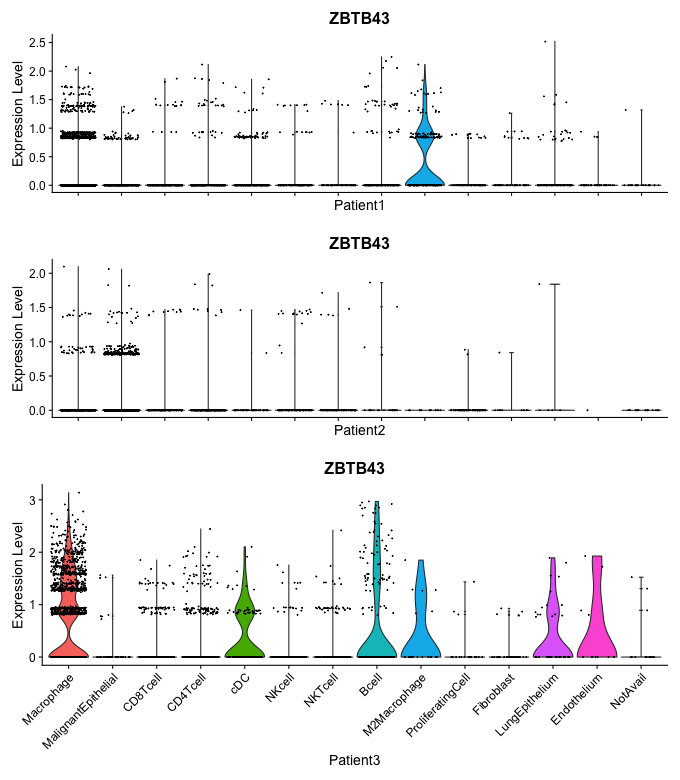 ZBTB43
Expression Level
2.5
2.0
1.5
1.0
0.5
0.0
Patient1
ZBTB43
Expression Level
2.0
1.5
1.0
0.5
0.0
Patient2
ZBTB43
Expression Level
3
2
1
0
Macrophage
MalignantEpithelial
CD8Tcell
CD4Tcell
cDC
NKcell
NKTcell
Bcell
M2Macrophage
ProliferatingCell
Fibroblast
LungEpithelium
Endothelium
NotAvail
Patient3